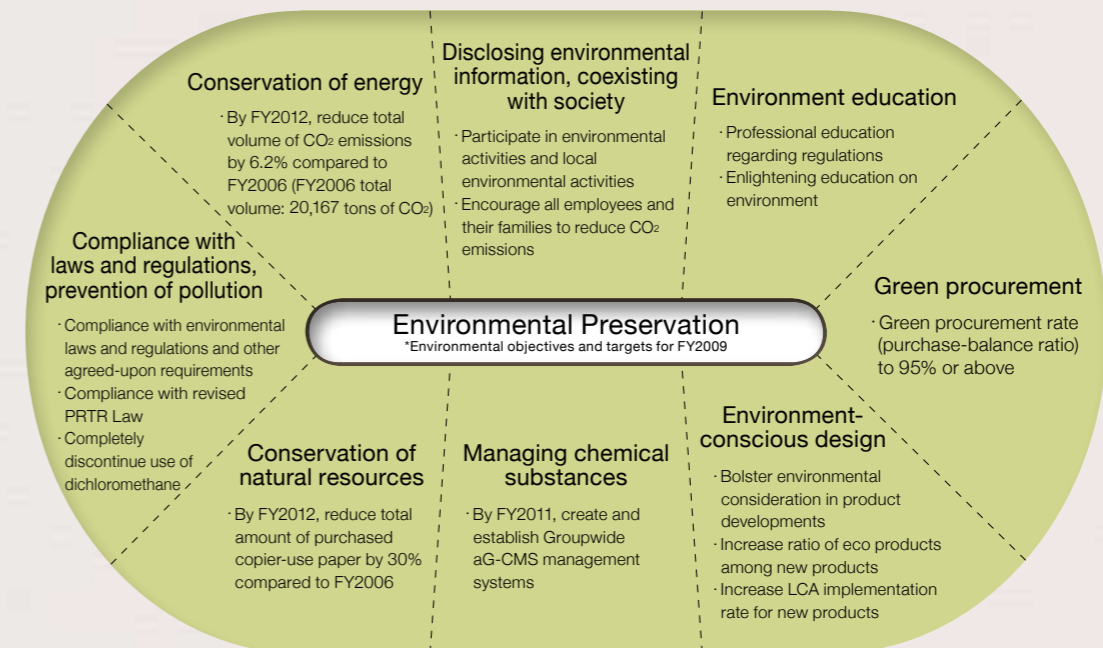 Conservation of energy
· By FY2012, reduce total
volume of CO2 emissions
by 6.2% compared to
FY2006 (FY2006 total
volume: 20,167 tons of CO2)
Disclosing environmental
information, coexisting
with society
· Participate in environmental
activities and local
environmental activities
· Encourage all employees and
their families to reduce CO2
emissions
Environment education
· Professional education
regarding regulations
· Enlightening education on
environment
Compliance with
laws and regulations,
prevention of pollution
· Compliance with environmental
laws and regulations and other
agreed-upon requirements
· Compliance with revised
PRTR Law
· Completely
discontinue use of
dichloromethane
Environmental Preservation
*Environmental objectives and targets for FY2009
Green procurement
· Green procurement rate
(purchase-balance ratio)
to 95% or above
Conservation of
natural resources
· By FY2012, reduce total
amount of purchased
copier-use paper by 30%
compared to FY2006
Managing chemical
substances
· By FY2011, create and
establish Groupwide
aG-CMS management
systems
Environment-
conscious design
· Bolster environmental
consideration in product
developments
· Increase ratio of eco products
among new products
· Increase LCA implementation
rate for new products